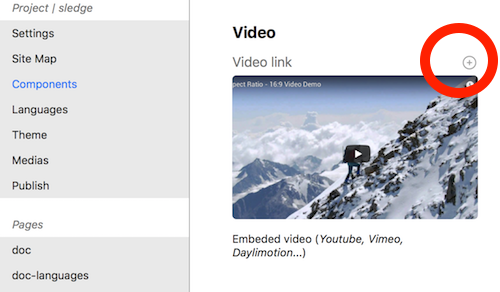 Project | sledge
Settings
Site Map
Components
Languages
Theme
Medias
Publish
Pages
doc
doc-languages
Video
Video link
pect Ratio - 16:9 Video Demo
Embeded video (Youtube, Vimeo,
Daylimotion...)